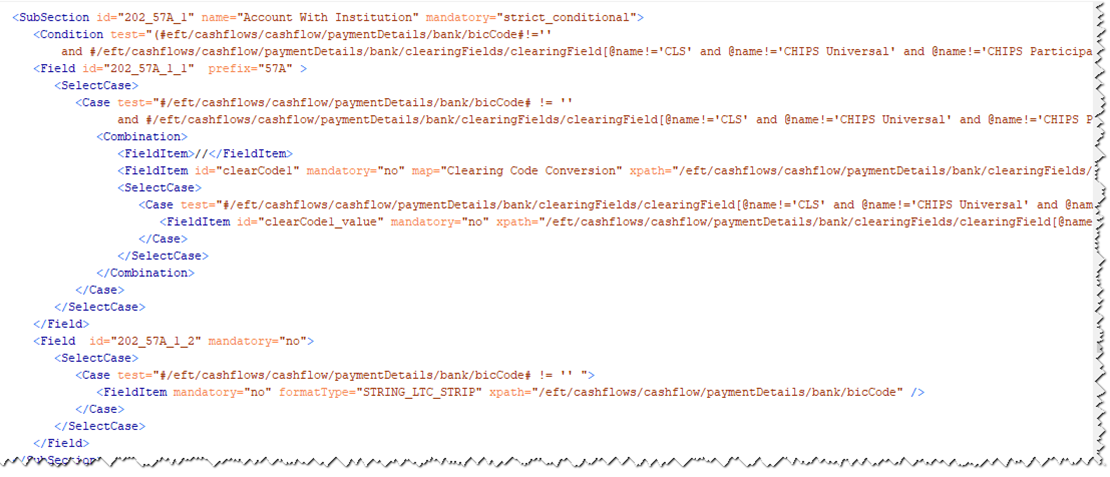 <SubSection id="202_57A_1" name="Account With Institution" mandatory="strict_conditional">
<Condition test="(#eft/cashflows/cashflow/paymentDetails/bank/bicCode#!=''
and #/eft/cashflows/cashflow/paymentDetails/bank/clearingFields/clearingField[@name!='CLS' and @name!='CHIPS Universal' and @name!='CHIPS Participa
<Field id="202_57A_1_1" prefix="57A" >
<SelectCase>
<Case test="#/eft/cashflows/cashflow/paymentDetails/bank/bicCode# != ''
and #/eft/cashflows/cashflow/paymentDetails/bank/clearingFields/clearingField[@name!='CLS' and @name!='CHIPS Universal' and @name!='CHIPS P
<Combination>
<FieldItem>//</FieldItem>
<FieldItem id="clearCode1" mandatory="no" map="Clearing Code Conversion" xpath="/eft/cashflows/cashflow/paymentDetails/bank/clearingFields/
<SelectCase>
<Case test="#/eft/cashflows/cashflow/paymentDetails/bank/clearingFields/clearingField[@name!='CLS' and @name!='CHIPS Universal' and @nam
<FieldItem id="clearCode1_value" mandatory="no" xpath="/eft/cashflows/cashflow/paymentDetails/bank/clearingFields/clearingField[@name
</Case>
</SelectCase>
</Combination>
</Case>
</SelectCase>
</Field>
<Field id="202_57A_1_2" mandatory="no">
<SelectCase>
<Case test="#/eft/cashflows/cashflow/paymentDetails/bank/bicCode# != '' ">
<FieldItem mandatory="no" formatType="STRING_LTC_STRIP" xpath="/eft/cashflows/cashflow/paymentDetails/bank/bicCode" />
</Case>
</SelectCase>
</Field>
</SubSection